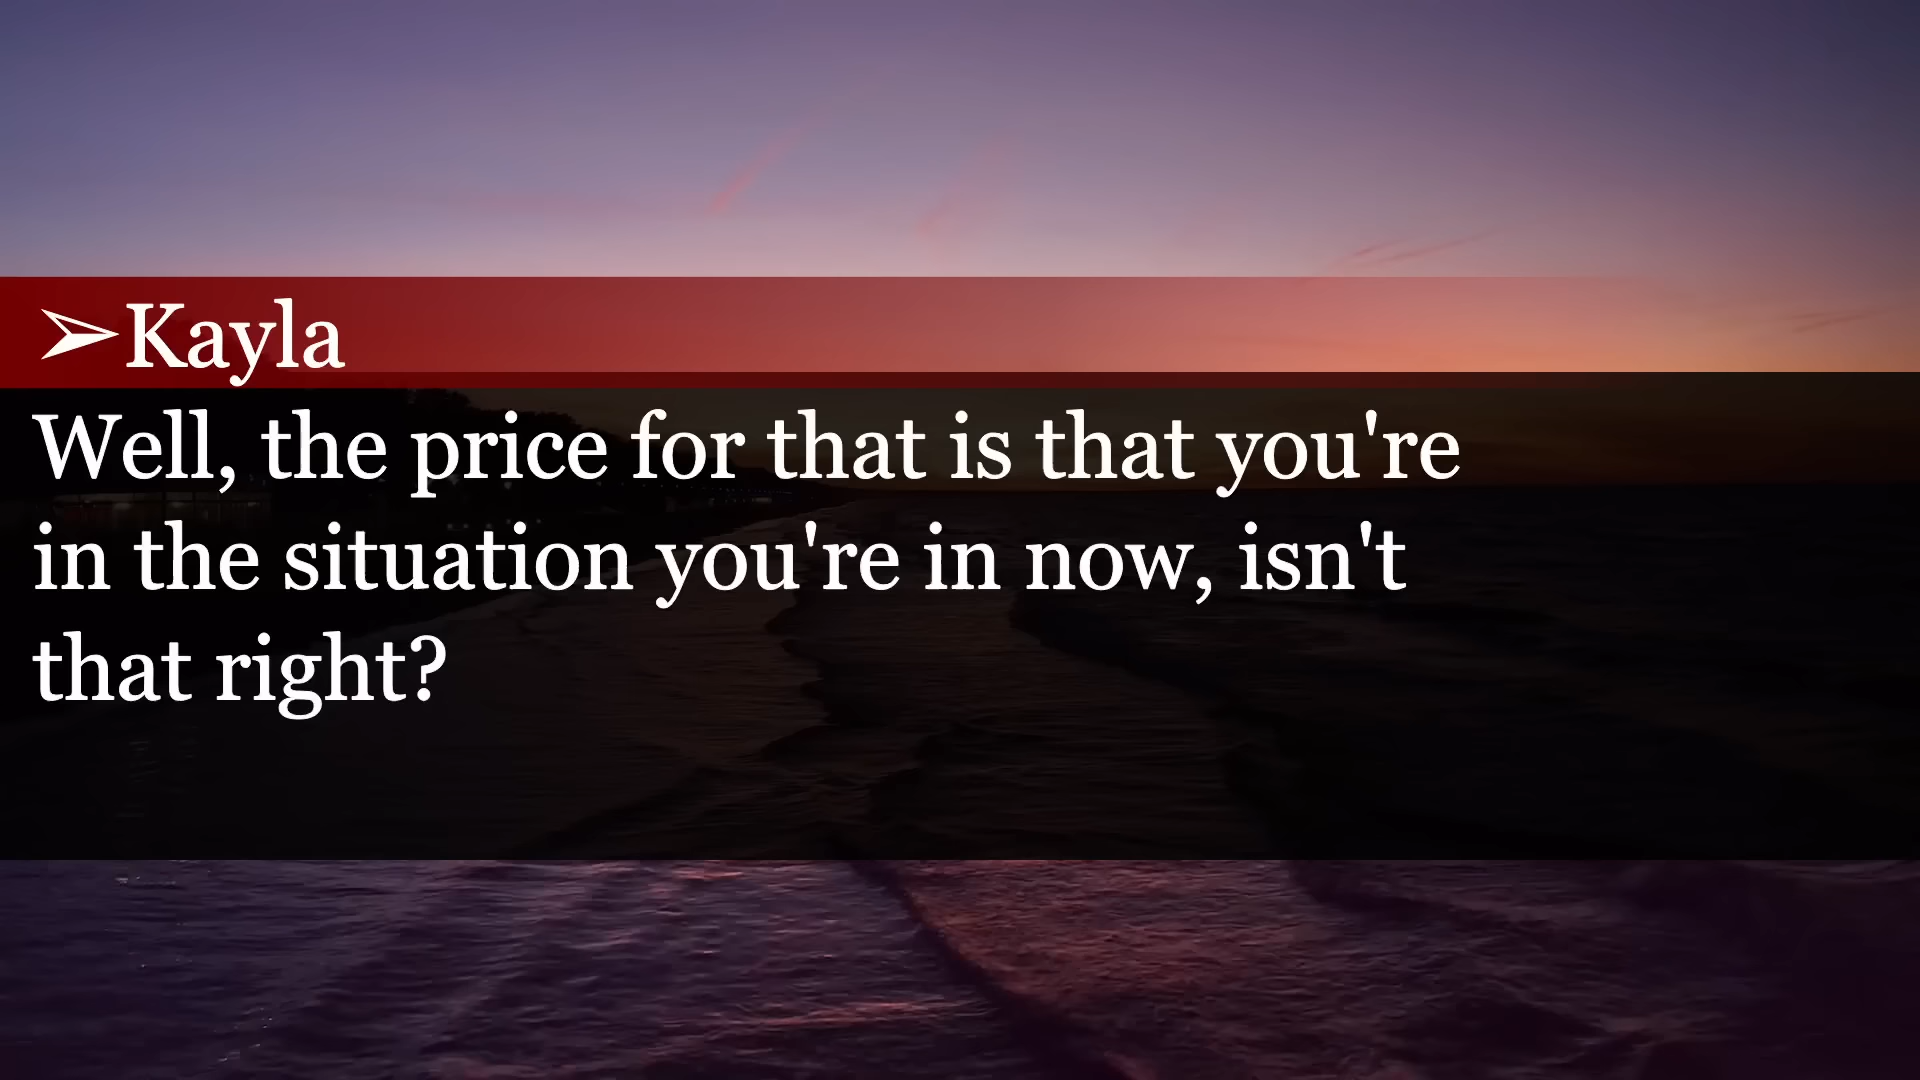 ➢Kayla
Well, the price for that is that you're
in the situation you're in now, isn't
that right?